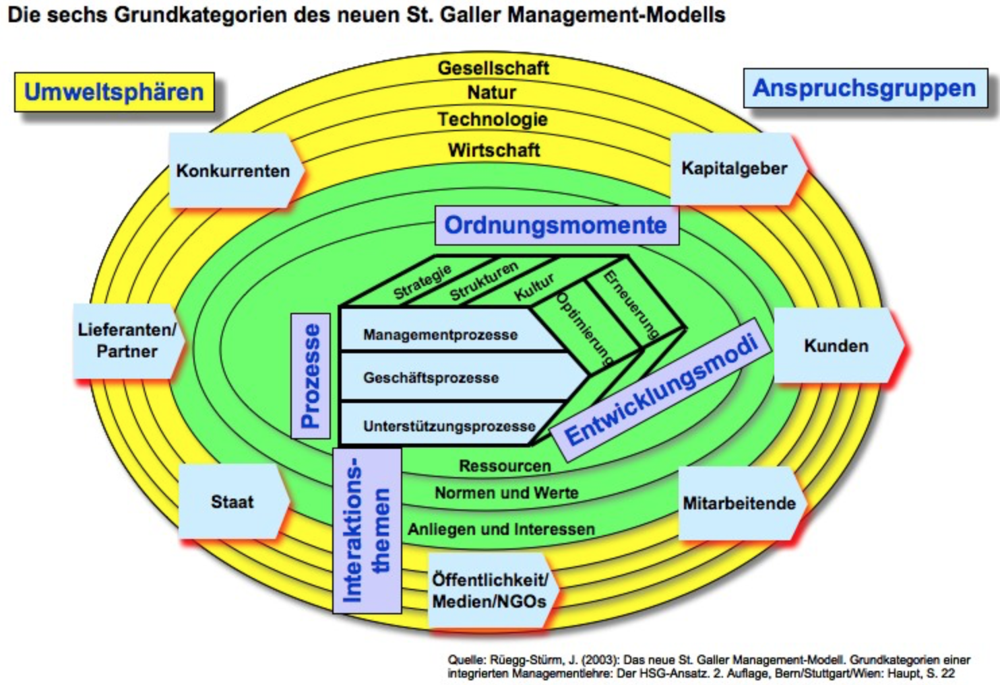 Die sechs Grundkategorien des neuen St. Galler Management-Modells
Umweltsphären
Anspruchsgruppen
Gesellschaft
Natur
Technologie
Wirtschaft
Konkurrenten
Kapitalgeber
Ordnungsmomente
Strategie
Strukturen
Kultur
Erneuerung
Optimierung
Lieferanten/
Partner
Prozesse
Managementprozesse
Geschäftsprozesse
Unterstützungsprozesse
Entwicklungsmodi
Kunden
Interaktions-
themen
Ressourcen
Normen und Werte
Anliegen und Interessen
Staat
Mitarbeitende
Öffentlichkeit/
Medien/NGOs
Quelle: Rüegg-Stürm, J. (2003): Das neue St. Galler Management-Modell. Grundkategorien einer
integrierten Managementlehre: Der HSG-Ansatz. 2. Auflage, Bern/Stuttgart/Wien: Haupt, S. 22